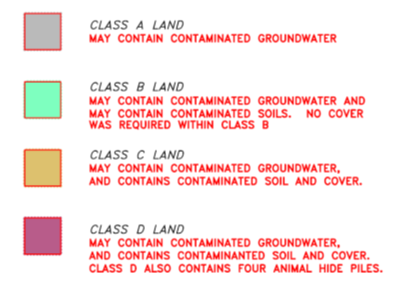 CLASS A LAND
MAY CONTAIN CONTAMINATED GROUNDWATER
CLASS B LAND
MAY CONTAIN CONTAMINATED GROUNDWATER AND
MAY CONTAIN CONTAMINATED SOILS. NO COVER
WAS REQUIRED WITHIN CLASS B
CLASS C LAND
MAY CONTAIN CONTAMINATED GROUNDWATER,
AND CONTAINS CONTAMINATED SOIL AND COVER.
CLASS D LAND
MAY CONTAIN CONTAMINATED GROUNDWATER,
AND CONTAINS CONTAMINANTED SOIL AND COVER.
CLASS D ALSO CONTAINS FOUR ANIMAL HIDE PILES.